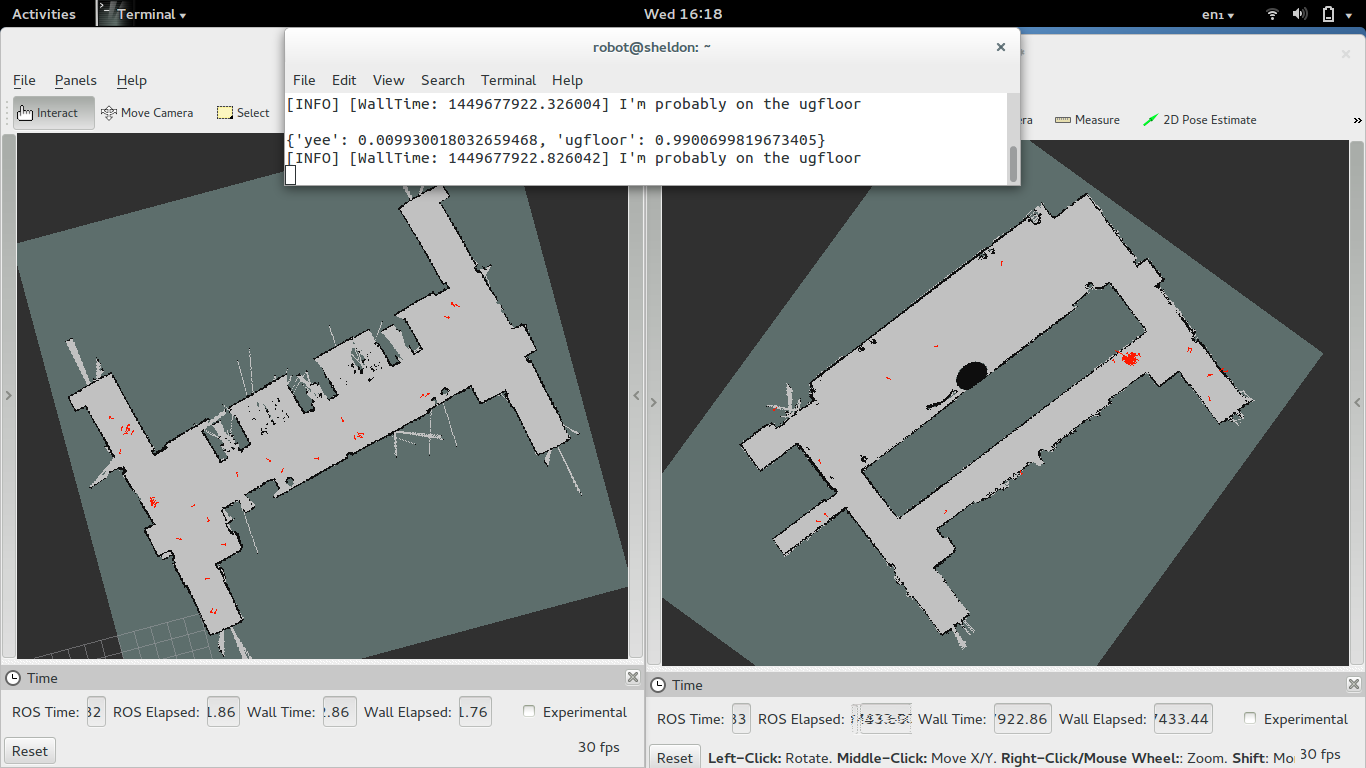 Activities Terminal Wed 16:18 en₁
robot@sheldon: ~
File Edit View Search Terminal Help
[INFO] [WallTime: 1449677922.326004] I'm probably on the ugfloor
{'yee': 0.009930018032659468, 'ugfloor': 0.9900699819673405}
[INFO] [WallTime: 1449677922.826042] I'm probably on the ugfloor
File Panels Help
Interact Move Camera Select
Measure 2D Pose Estimate »
Time
ROS Time: 32 ROS Elapsed: 1.86 Wall Time: 2.86 Wall Elapsed: 1.76 Experimental
Reset 30 fps
Time
ROS Time: 33 ROS Elapsed: Wall Time: 7922.86 Wall Elapsed: 7433.44 Experimental
Reset Left-Click: Rotate. Middle-Click: Move X/Y. Right-Click/Mouse Wheel:: Zoom. Shift: Mo 30 fps